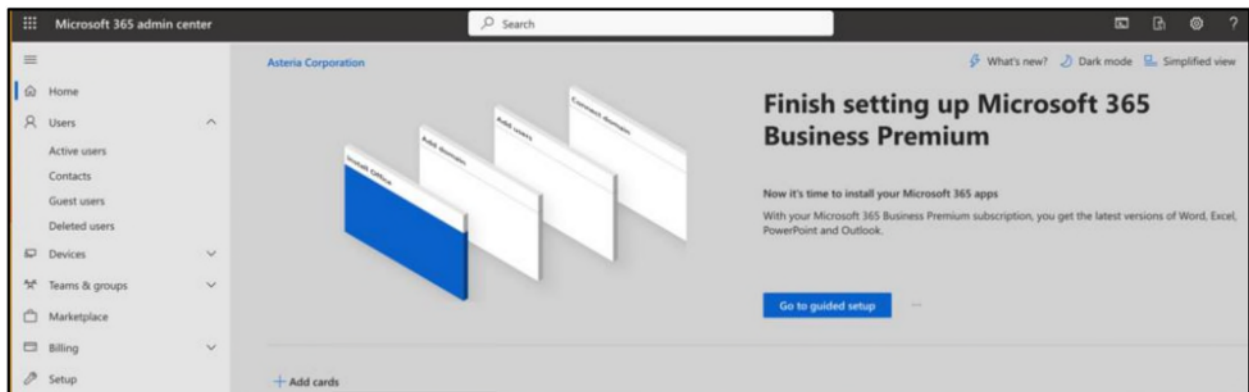 Microsoft 365 admin center
Search
?
Asteria Corporation
What's new?
Dark mode
Simplified view
Home
Users
Active users
Contacts
Guest users
Deleted users
Devices
Teams & groups
Marketplace
Billing
Setup
Install Office
Add domain
Add users
Connect domain
Finish setting up Microsoft 365
Business Premium
Now it's time to install your Microsoft 365 apps
With your Microsoft 365 Business Premium subscription, you get the latest versions of Word, Excel,
PowerPoint and Outlook.
Go to guided setup
...
+ Add cards